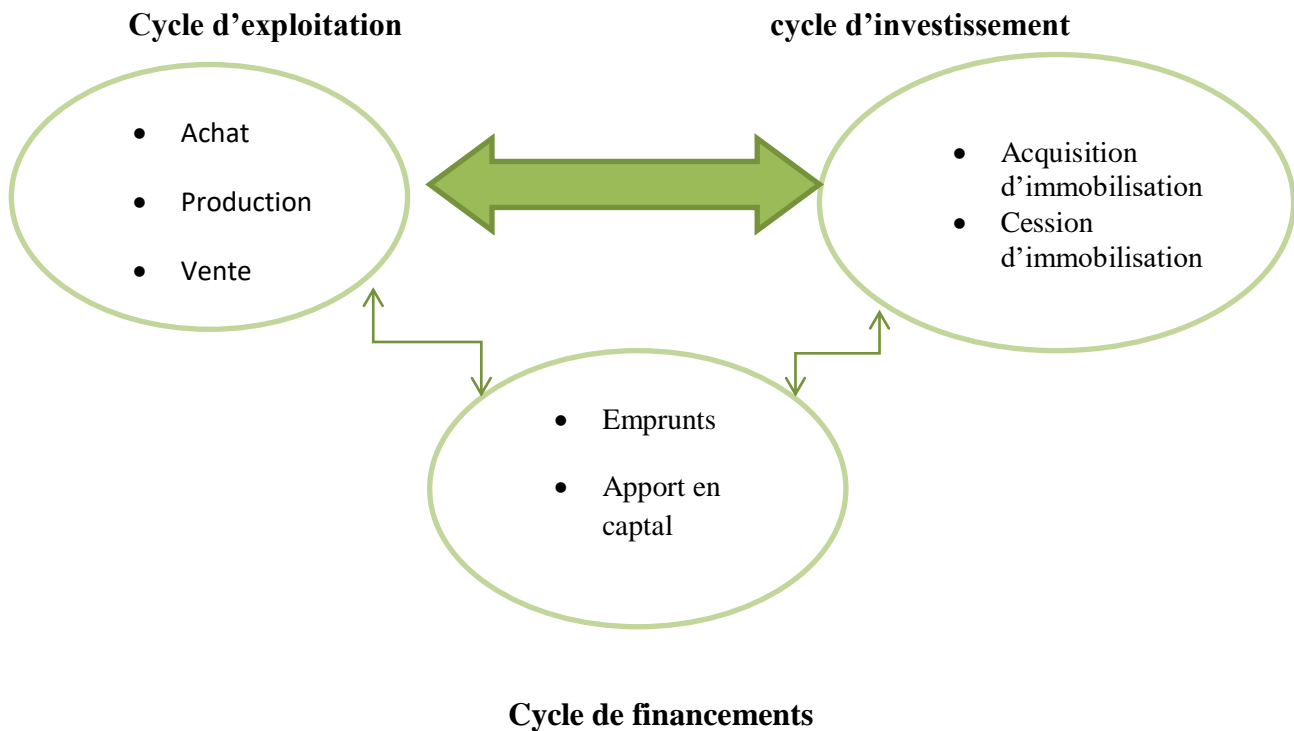 Cycle d’exploitation
cycle d’investissement
• Achat
• Production
• Vente
• Acquisition
d’immobilisation
• Cession
d’immobilisation
• Emprunts
• Apport en
captal
Cycle de financements